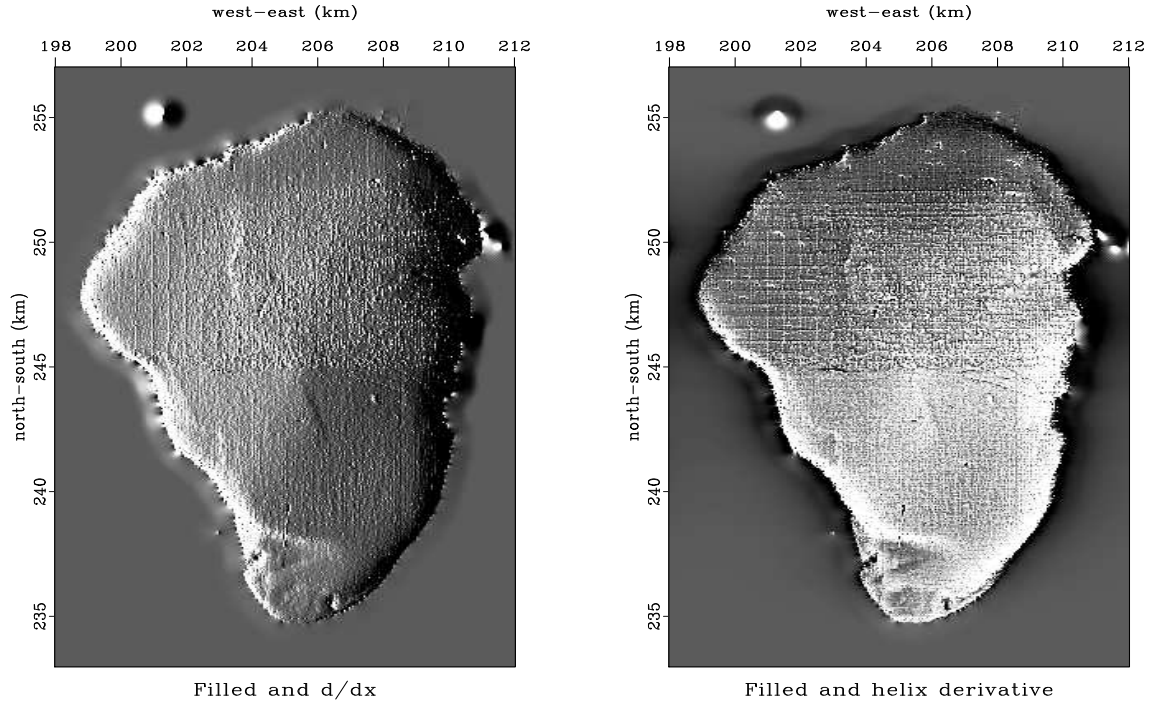 west-east (km)
198 200 202 204 206 208 210 212
255
250
245
240
235
north-south (km)
Filled and d/dx
west-east (km)
198 200 202 204 206 208 210 212
255
250
245
240
235
north-south (km)
Filled and helix derivative